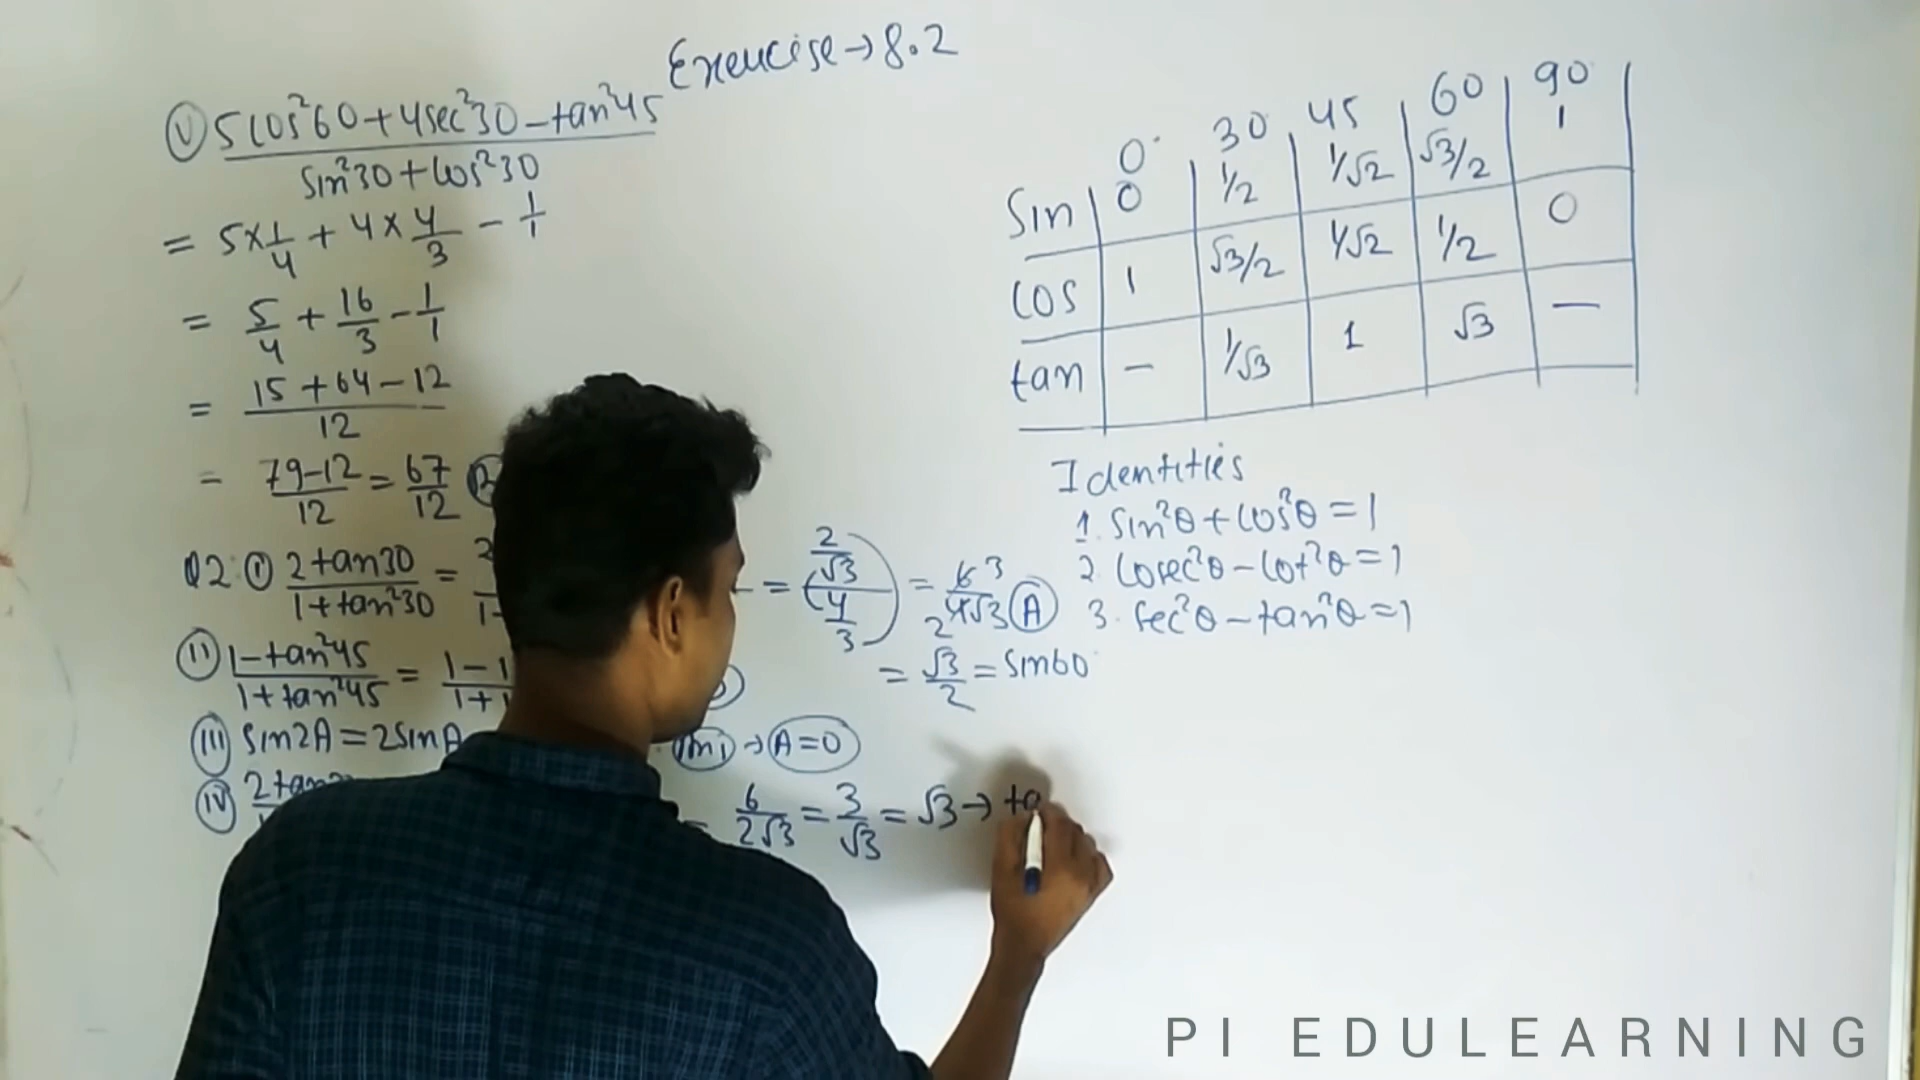 Exercise→8.2
(v) 5cos²60+4sec²30-tan²45
sin²30+cos²30
= 5×1/4 + 4×4/3 - 1/1
= 5/4 + 16/3 - 1/1
= 15+64-12
12
= 79-12/12 = 67/12
Q2. (i) 2tan30/1+tan²30 =
= (2/√3)/(4/3) = 6 3/2 4√3 (A)
= √3/2 = sin60°
(ii) 1-tan²45/1+tan²45 = 1-1/1+
(iii) sin2A=2sinA
→ A=0
(iv)
= 6/2√3 = 3/√3 = √3 → ta
0° 30 45 60 90
Sin 0 1/2 1/√2 √3/2 1
Cos 1 √3/2 1/√2 1/2 0
tan - 1/√3 1 √3 —
Identities
1. sin²θ+cos²θ=1
2. cosec²θ-cot²θ=1
3. sec²θ-tan²θ=1
PI EDULEARNING